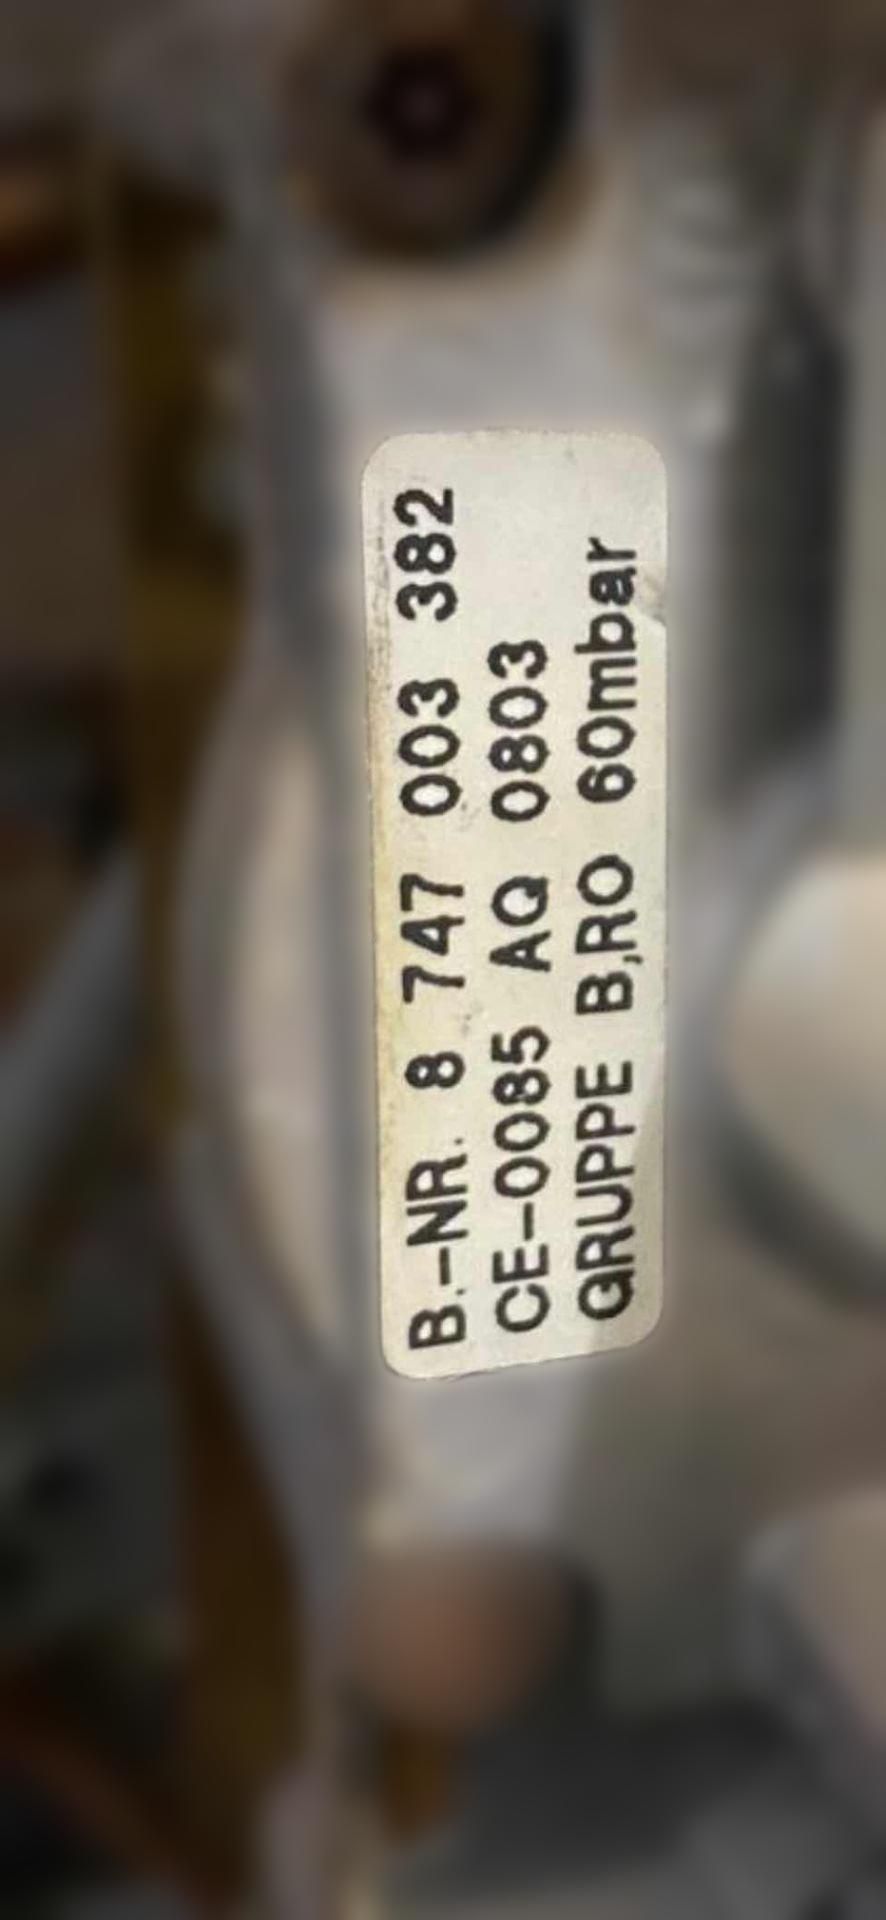 B.-NR. 8 747 003 382
CE-0085 AQ 0803
GRUPPE B,RO 60mbar